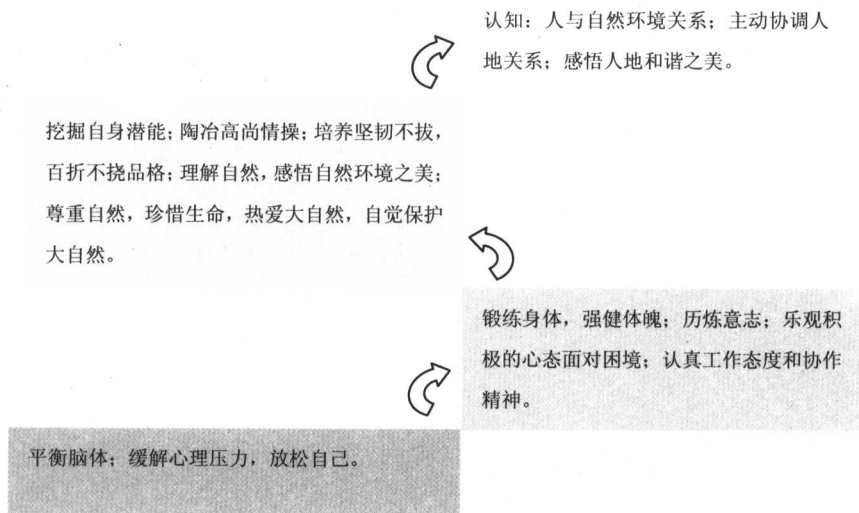 认知：人与自然环境关系；主动协调人
地关系；感悟人地和谐之美。
挖掘自身潜能；陶冶高尚情操；培养坚韧不拔，
百折不挠品格；理解自然，感悟自然环境之美；
尊重自然，珍惜生命，热爱大自然，自觉保护
大自然。
锻练身体，强健体魄；历炼意志；乐观积
极的心态面对困境；认真工作态度和协作
精神。
平衡脑体；缓解心理压力，放松自己。